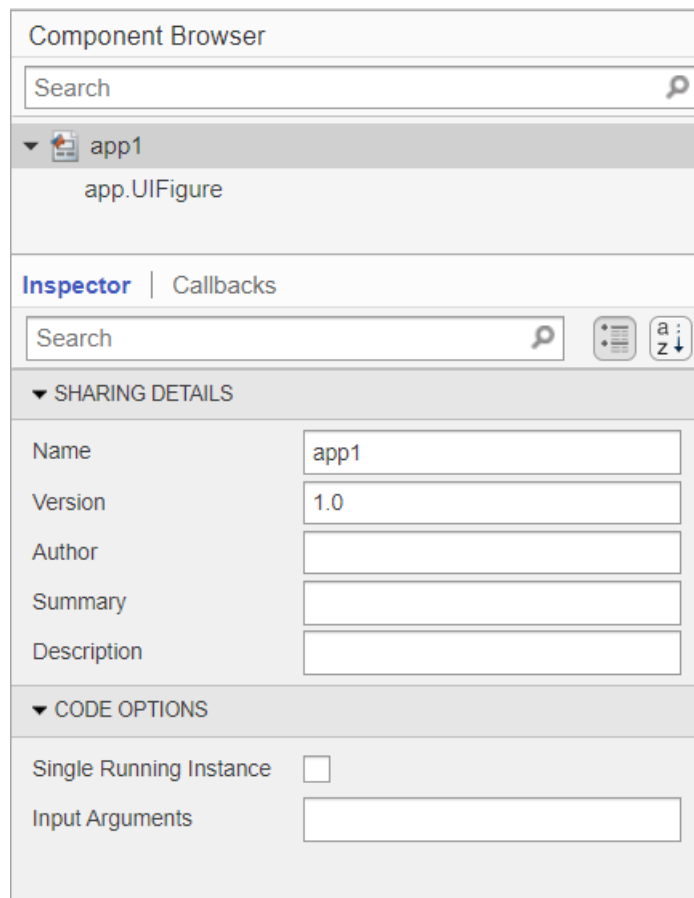 Component Browser
Search
app1
app.UIFigure
Inspector | Callbacks
Search
a
z
SHARING DETAILS
Name app1
Version 1.0
Author
Summary
Description
CODE OPTIONS
Single Running Instance
Input Arguments